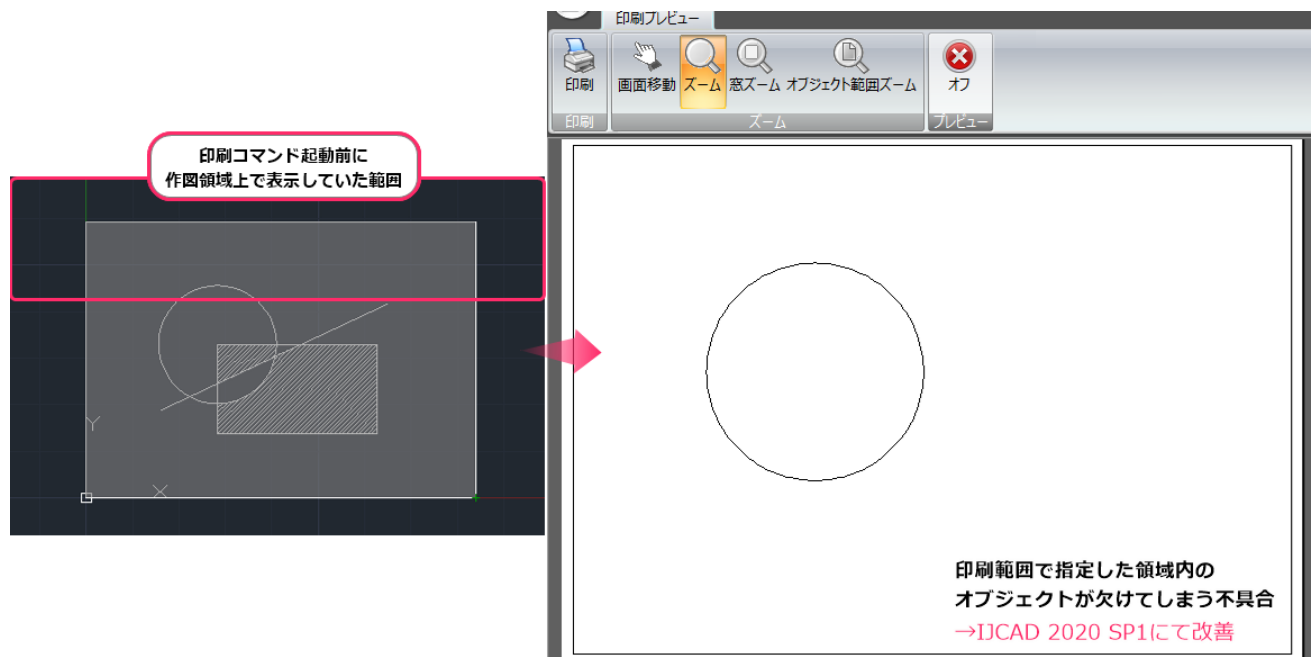 印刷コマンド起動前に
作図領域上で表示していた範囲
Y
X
印刷プレビュー
印刷
画面移動
ズーム
窓ズーム
オブジェクト範囲ズーム
オフ
印刷
ズーム
プレビュー
印刷範囲で指定した領域内の
オブジェクトが欠けてしまう不具合
→IJCAD 2020 SP1にて改善